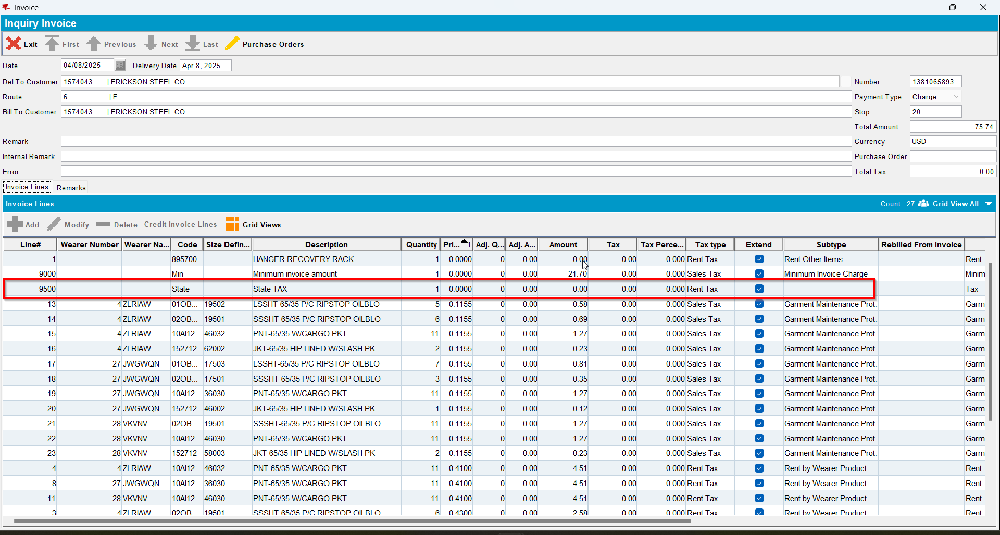 Invoice
Inquiry Invoice
Exit First Previous Next Last Purchase Orders
Date 04/08/2025 Delivery Date Apr 8, 2025
Del To Customer 1574043 | ERICKSON STEEL CO ... Number 1381065893
Route 6 | F Payment Type Charge
Bill To Customer 1574043 | ERICKSON STEEL CO Stop 20
Total Amount 75.74
Remark Currency USD
Internal Remark Purchase Order
Error Total Tax 0.00
Invoice Lines Remarks
Invoice Lines Count : 27 Grid View All
Add Modify Delete Credit Invoice Lines Grid Views
Line# Wearer Number Wearer Na... Code Size Defin... Description Quantity Pri... 1 Adj. Q... Adj. A... Amount Tax Tax Perce... Tax type Extend Subtype Rebilled From Invoice
1 895700 - HANGER RECOVERY RACK 1 0.0000 0 0.00 0.00 0.00 0.000 Rent Tax Rent Other Items Rent
9000 Min Minimum invoice amount 1 0.0000 0 0.00 21.70 0.00 0.000 Sales Tax Minimum Invoice Charge Minim
9500 State State TAX 1 0.0000 0 0.00 0.00 0.00 0.000 Rent Tax Tax
13 4 ZLRIAW 01OB... 19502 LSSHT-65/35 P/C RIPSTOP OILBLO 5 0.1155 0 0.00 0.58 0.00 0.000 Sales Tax Garment Maintenance Prot.. Garm
14 4 ZLRIAW 02OB... 19501 SSSHT-65/35 P/C RIPSTOP OILBLO 6 0.1155 0 0.00 0.69 0.00 0.000 Sales Tax Garment Maintenance Prot.. Garm
15 4 ZLRIAW 10AI12 46032 PNT-65/35 W/CARGO PKT 11 0.1155 0 0.00 1.27 0.00 0.000 Sales Tax Garment Maintenance Prot.. Garm
16 4 ZLRIAW 152712 62002 JKT-65/35 HIP LINED W/SLASH PK 2 0.1155 0 0.00 0.23 0.00 0.000 Sales Tax Garment Maintenance Prot.. Garm
17 27 JWGWQN 01OB... 17503 LSSHT-65/35 P/C RIPSTOP OILBLO 7 0.1155 0 0.00 0.81 0.00 0.000 Sales Tax Garment Maintenance Prot.. Garm
18 27 JWGWQN 02OB... 17501 SSSHT-65/35 P/C RIPSTOP OILBLO 3 0.1155 0 0.00 0.35 0.00 0.000 Sales Tax Garment Maintenance Prot.. Garm
19 27 JWGWQN 10AI12 36030 PNT-65/35 W/CARGO PKT 11 0.1155 0 0.00 1.27 0.00 0.000 Sales Tax Garment Maintenance Prot.. Garm
20 27 JWGWQN 152712 46002 JKT-65/35 HIP LINED W/SLASH PK 1 0.1155 0 0.00 0.12 0.00 0.000 Sales Tax Garment Maintenance Prot.. Garm
21 28 VKVNV 02OB... 19501 SSSHT-65/35 P/C RIPSTOP OILBLO 11 0.1155 0 0.00 1.27 0.00 0.000 Sales Tax Garment Maintenance Prot.. Garm
22 28 VKVNV 10AI12 46030 PNT-65/35 W/CARGO PKT 11 0.1155 0 0.00 1.27 0.00 0.000 Sales Tax Garment Maintenance Prot.. Garm
23 28 VKVNV 152712 58003 JKT-65/35 HIP LINED W/SLASH PK 2 0.1155 0 0.00 0.23 0.00 0.000 Sales Tax Garment Maintenance Prot.. Garm
4 4 ZLRIAW 10AI12 46032 PNT-65/35 W/CARGO PKT 11 0.4100 0 0.00 4.51 0.00 0.000 Rent Tax Rent by Wearer Product Rent
8 27 JWGWQN 10AI12 36030 PNT-65/35 W/CARGO PKT 11 0.4100 0 0.00 4.51 0.00 0.000 Rent Tax Rent by Wearer Product Rent
11 28 VKVNV 10AI12 46030 PNT-65/35 W/CARGO PKT 11 0.4100 0 0.00 4.51 0.00 0.000 Rent Tax Rent by Wearer Product Rent
3 4 ZLRIAW 02OB 19501 SSSHT-65/35 P/C RIPSTOP OILBLO 6 0.4300 0 0.00 2.58 0.00 0.000 Rent Tax Rent by Wearer Product Rent